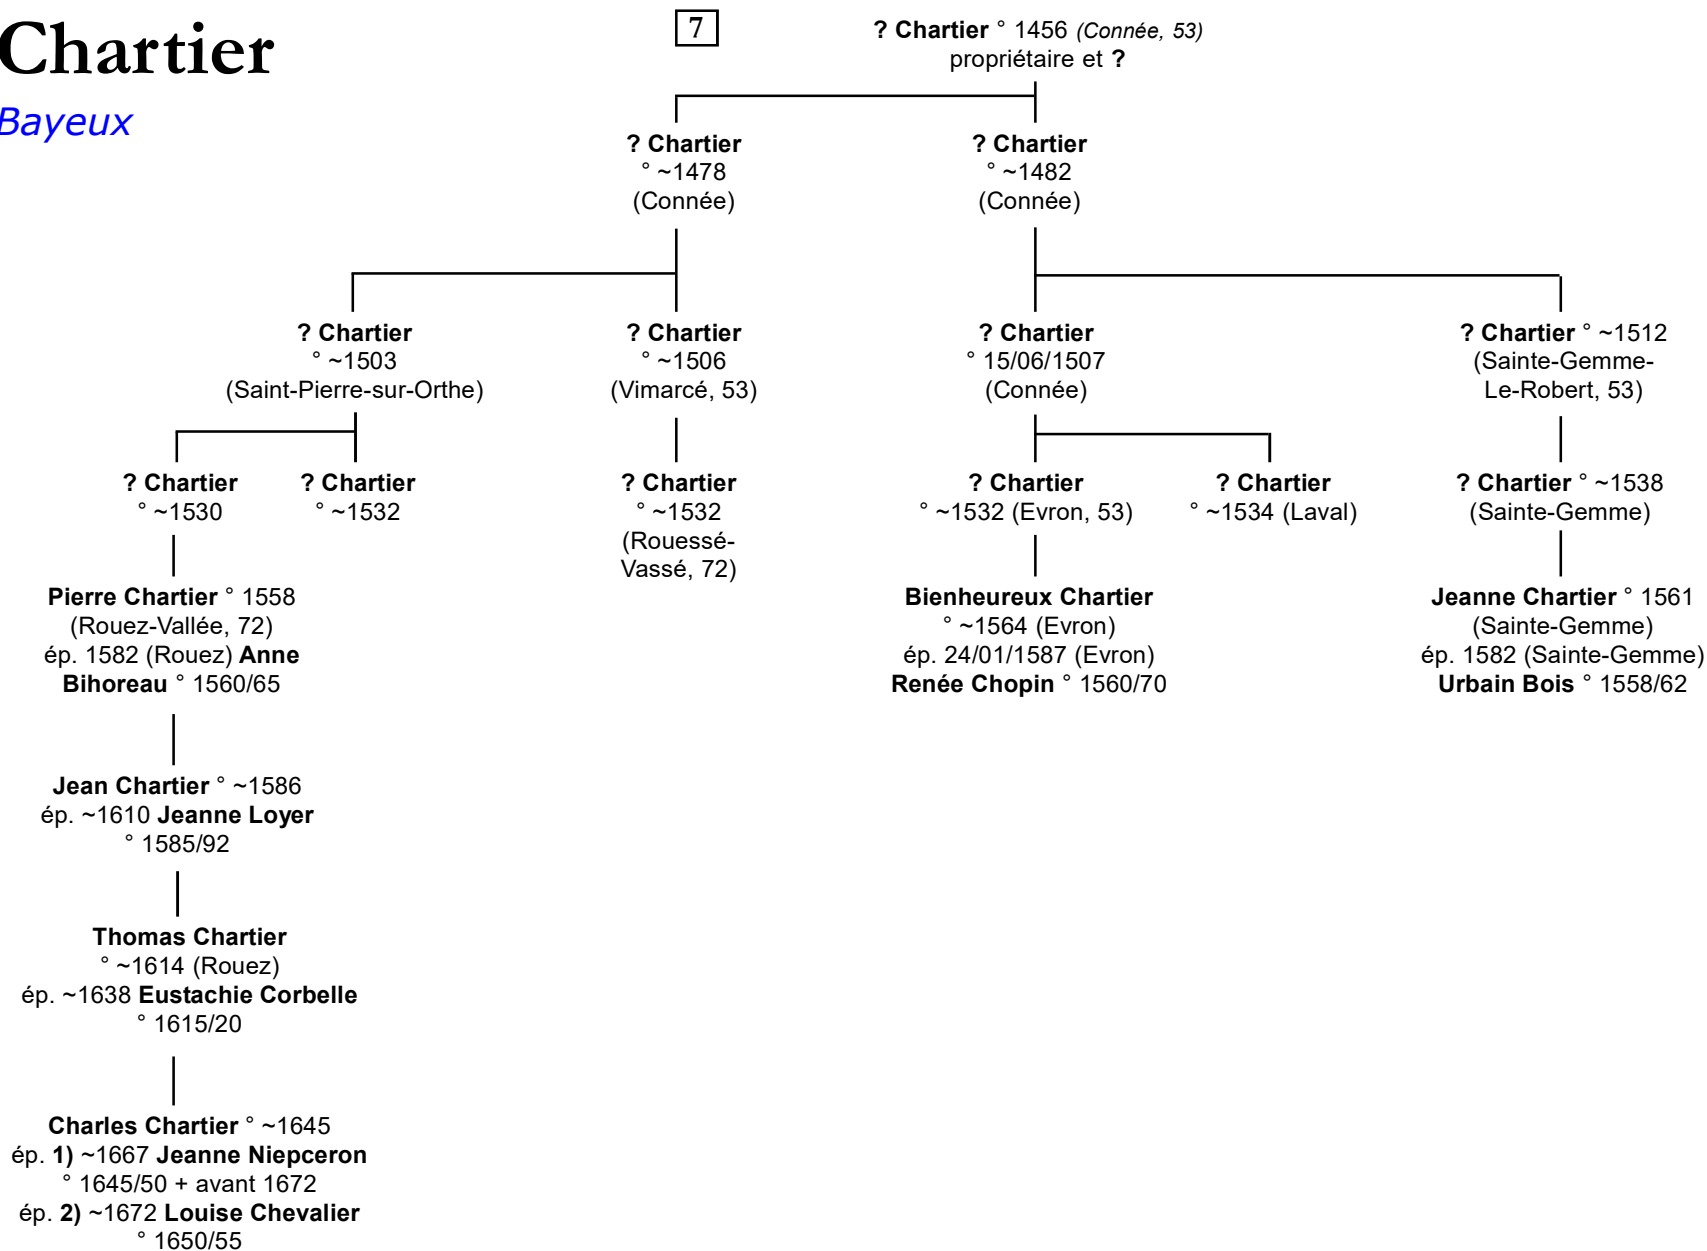 Chartier
Bayeux
7
? Chartier ° 1456 (Connée, 53)
propriétaire et ?
? Chartier
° ~1478
(Connée)
? Chartier
° ~1482
(Connée)
? Chartier
° ~1503
(Saint-Pierre-sur-Orthe)
? Chartier
° ~1506
(Vimarcé, 53)
? Chartier
° 15/06/1507
(Connée)
? Chartier ° ~1512
(Sainte-Gemme-
Le-Robert, 53)
? Chartier
° ~1530
? Chartier
° ~1532
? Chartier
° ~1532
(Rouessé-
Vassé, 72)
? Chartier
° ~1532 (Evron, 53)
? Chartier
° ~1534 (Laval)
? Chartier ° ~1538
(Sainte-Gemme)
Pierre Chartier ° 1558
(Rouez-Vallée, 72)
ép. 1582 (Rouez) Anne
Bihoreau ° 1560/65
Bienheureux Chartier
° ~1564 (Evron)
ép. 24/01/1587 (Evron)
Renée Chopin ° 1560/70
Jeanne Chartier ° 1561
(Sainte-Gemme)
ép. 1582 (Sainte-Gemme)
Urbain Bois ° 1558/62
Jean Chartier ° ~1586
ép. ~1610 Jeanne Loyer
° 1585/92
Thomas Chartier
° ~1614 (Rouez)
ép. ~1638 Eustachie Corbelle
° 1615/20
Charles Chartier ° ~1645
ép. 1) ~1667 Jeanne Niepceron
° 1645/50 + avant 1672
ép. 2) ~1672 Louise Chevalier
° 1650/55